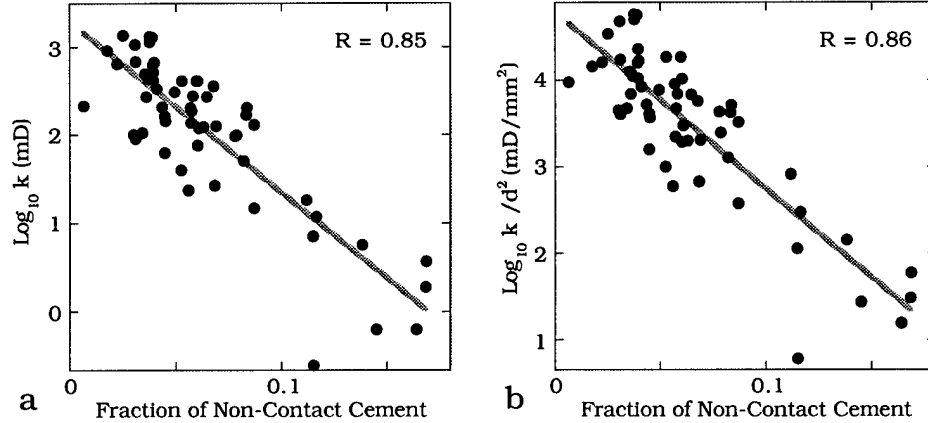 R = 0.85
3
2
1
0
Log10 k (mD)
0
0.1
a
Fraction of Non-Contact Cement
R = 0.86
4
3
2
1
Log10 k /d² (mD/mm²)
0
0.1
b
Fraction of Non-Contact Cement